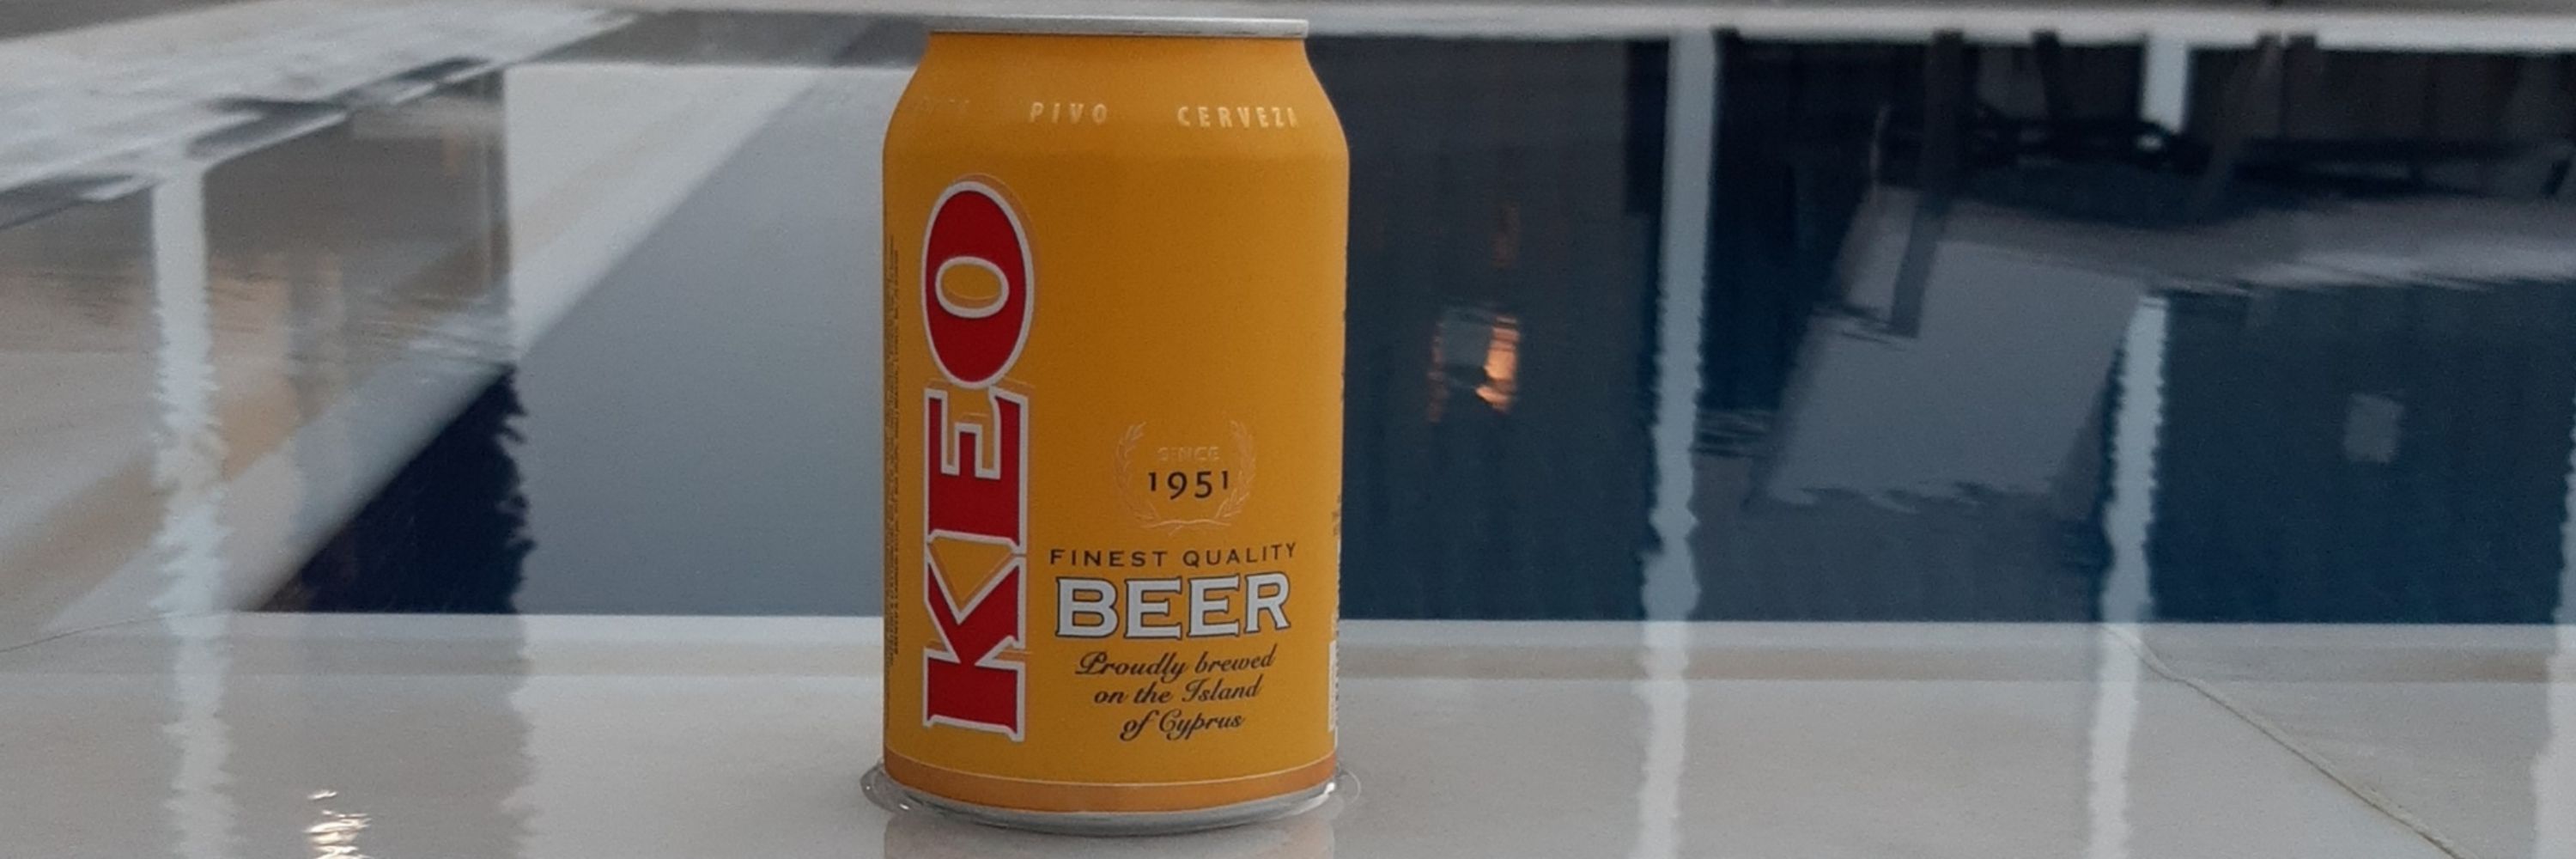 PIVO CERVEZA
KEO
SINCE
1951
FINEST QUALITY
BEER
Proudly brewed
on the Island
of Cyprus